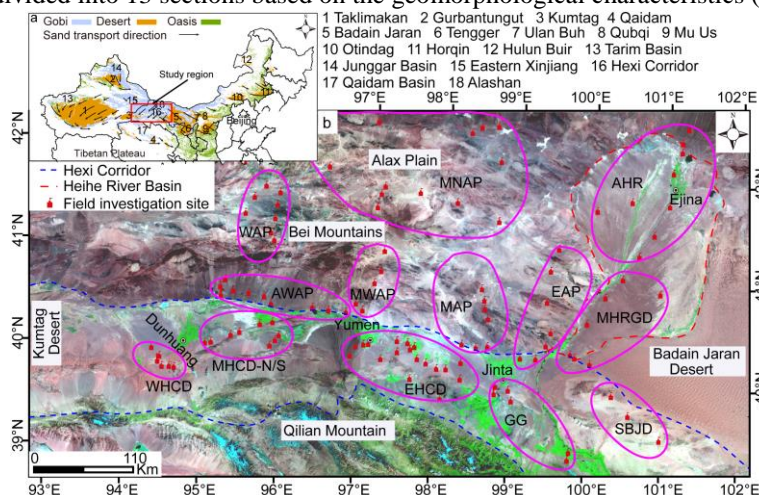 divided into 13 sections based on the geomorphological characteristics (
a
Gobi Desert Oasis
Sand transport direction
Study region
Beijing
Tibetan Plateau
1 Taklimakan 2 Gurbantungut 3 Kumtag 4 Qaidam
5 Badain Jaran 6 Tengger 7 Ulan Buh 8 Qubqi 9 Mu Us
10 Otindag 11 Horqin 12 Hulun Buir 13 Tarim Basin
14 Junggar Basin 15 Eastern Xinjiang 16 Hexi Corridor
17 Qaidam Basin 18 Alashan
97°E 98°E 99°E 100°E 101°E 102°E
b
42°N
41°N
40°N
39°N
Hexi Corridor
Heihe River Basin
Field investigation site
Alax Plain
MNAP
AHR
Ejina
WAP
Bei Mountains
AWAP
MWAP
MAP
EAP
MHRGD
Kumtag
Desert
Dunhuang
Yumen
MHCD-N/S
WHCD
EHCD
Jinta
Badain Jaran
Desert
GG
SBJD
Qilian Mountain
0 110
Km
93°E 94°E 95°E 96°E 97°E 98°E 99°E 100°E 101°E 102°E